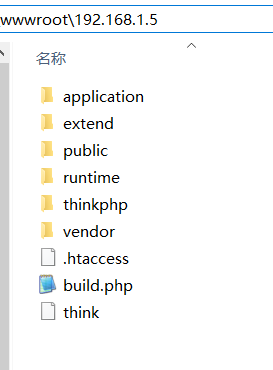 wwwroot\192.168.1.5
名称
application
extend
public
runtime
thinkphp
vendor
.htaccess
build.php
think